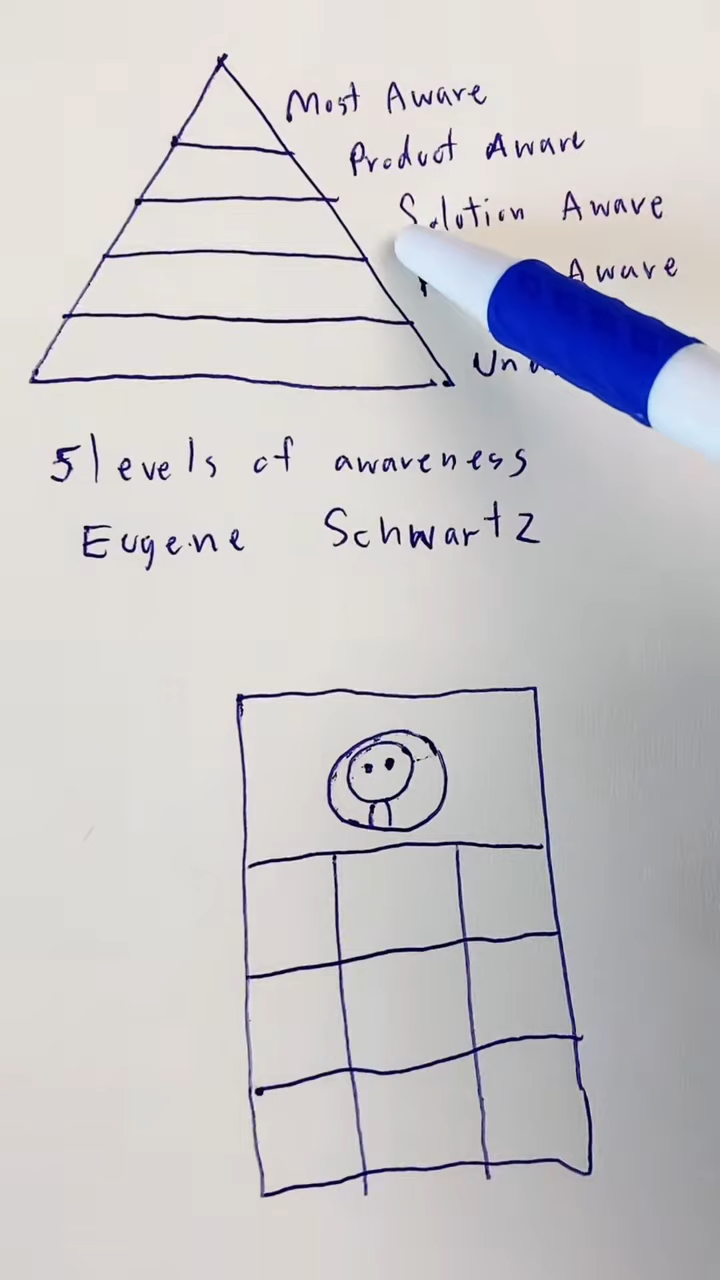 Most Aware
Product Aware
Solution Aware
Aware
5 levels of awareness
Eugene Schwartz